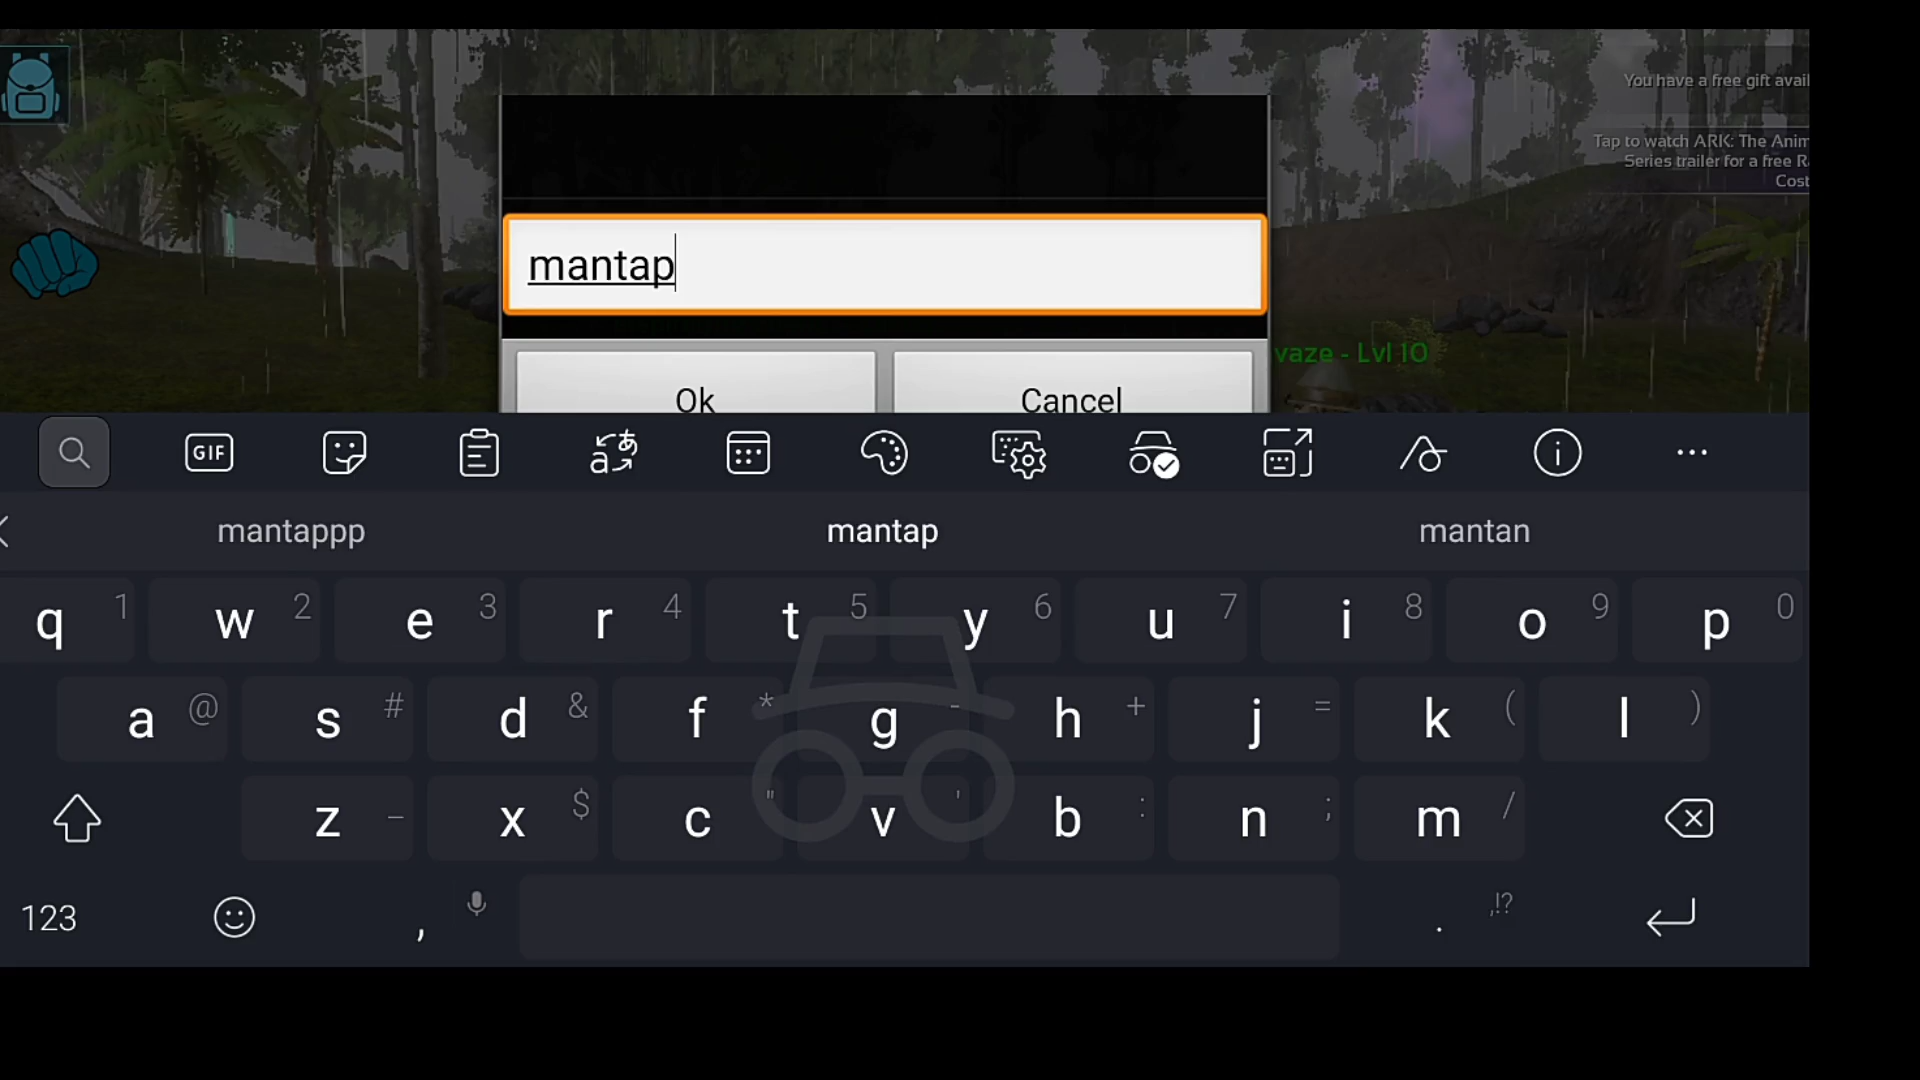 You have a free gift avail
Tap to watch ARK: The Anim
Series trailer for a free R
Cost
mantap
vaze - Lvl 10
Ok Cancel
GIF
mantappp mantap mantan
q 1 w 2 e 3 r 4 t 5 y 6 u 7 i 8 o 9 p 0
a @ s # d & f * g - h + j = k ( l )
z _ x $ c " v ' b : n ; m /
123 , . ,!?